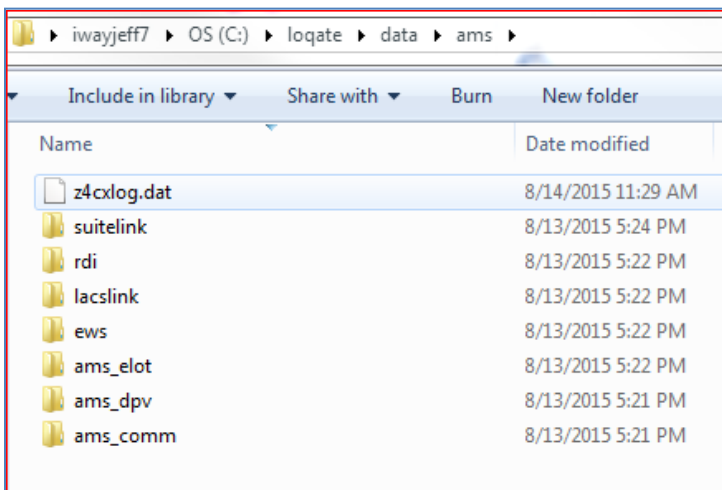 iwayjeff7 OS (C:) loqate data ams
Include in library Share with Burn New folder
Name Date modified
z4cxlog.dat 8/14/2015 11:29 AM
suitelink 8/13/2015 5:24 PM
rdi 8/13/2015 5:22 PM
lacslink 8/13/2015 5:22 PM
ews 8/13/2015 5:22 PM
ams_elot 8/13/2015 5:22 PM
ams_dpv 8/13/2015 5:21 PM
ams_comm 8/13/2015 5:21 PM